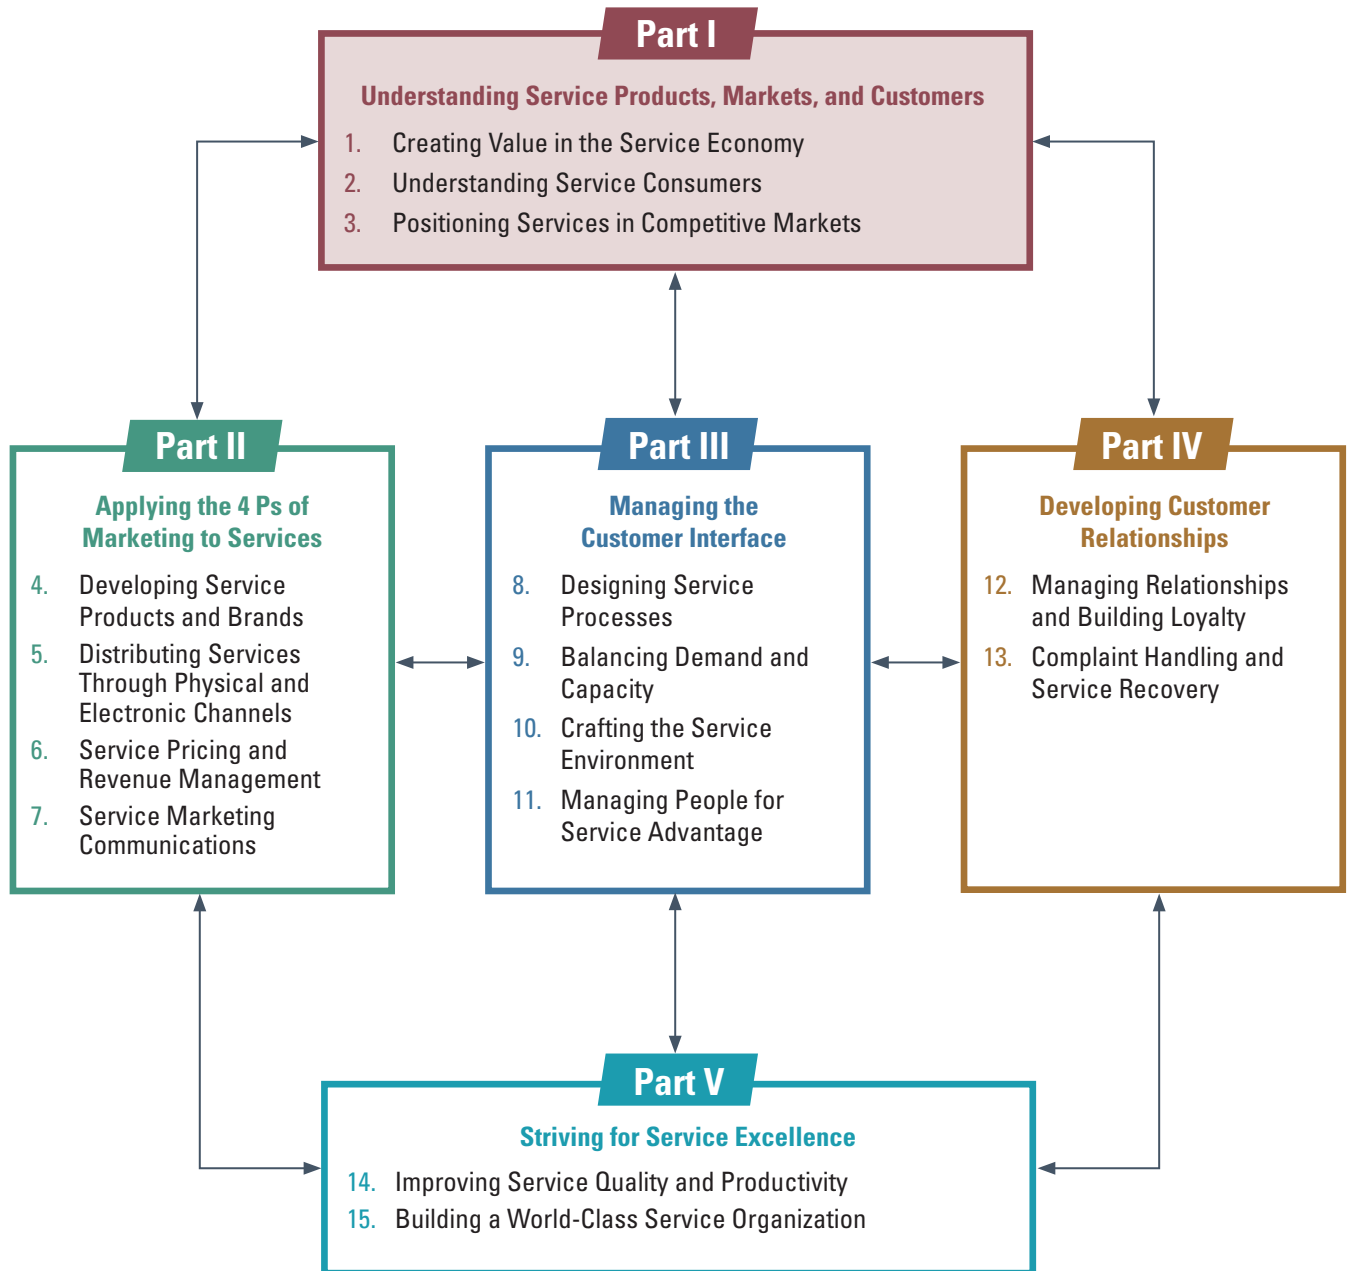 Part I
Understanding Service Products, Markets, and Customers
1. Creating Value in the Service Economy
2. Understanding Service Consumers
3. Positioning Services in Competitive Markets
Part II
Applying the 4 Ps of
Marketing to Services
4. Developing Service
Products and Brands
5. Distributing Services
Through Physical and
Electronic Channels
6. Service Pricing and
Revenue Management
7. Service Marketing
Communications
Part III
Managing the
Customer Interface
8. Designing Service
Processes
9. Balancing Demand and
Capacity
10. Crafting the Service
Environment
11. Managing People for
Service Advantage
Part IV
Developing Customer
Relationships
12. Managing Relationships
and Building Loyalty
13. Complaint Handling and
Service Recovery
Part V
Striving for Service Excellence
14. Improving Service Quality and Productivity
15. Building a World-Class Service Organization